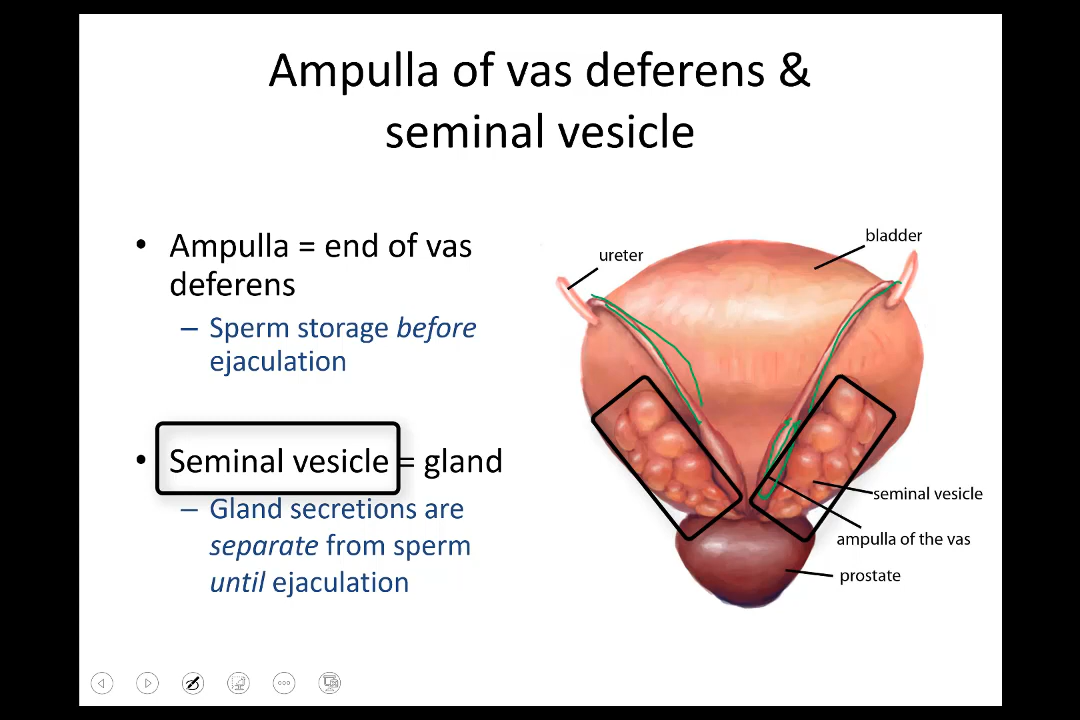 Ampulla of vas deferens &
seminal vesicle
• Ampulla = end of vas
deferens
– Sperm storage before
ejaculation
• Seminal vesicle = gland
– Gland secretions are
separate from sperm
until ejaculation
bladder
ureter
seminal vesicle
ampulla of the vas
prostate